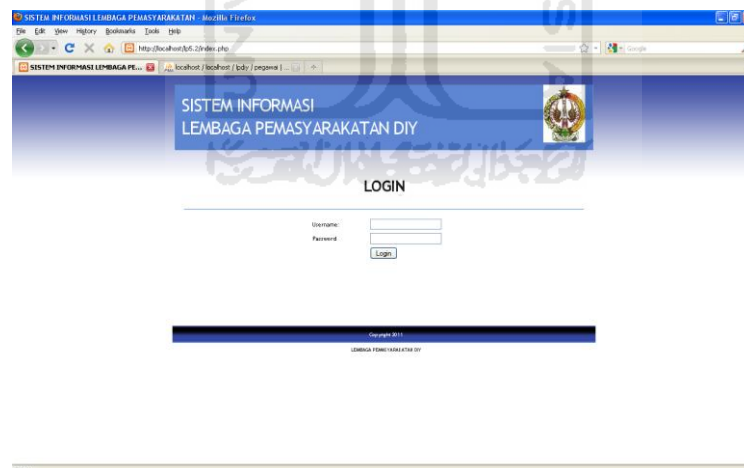 SISTEM INFORMASI LEMBAGA PEMASYARAKATAN - Mozilla Firefox
File Edit View History Bookmarks Tools Help
http://localhost/lp5.2/index.php
Google
SISTEM INFORMASI LEMBAGA PE...
localhost / localhost / lpdiy / pegawai | ...
SISTEM INFORMASI
LEMBAGA PEMASYARAKATAN DIY
LOGIN
Username:
Password
Login
Copyright 2011
LEMBAGA PEMASYARAKATAN DIY